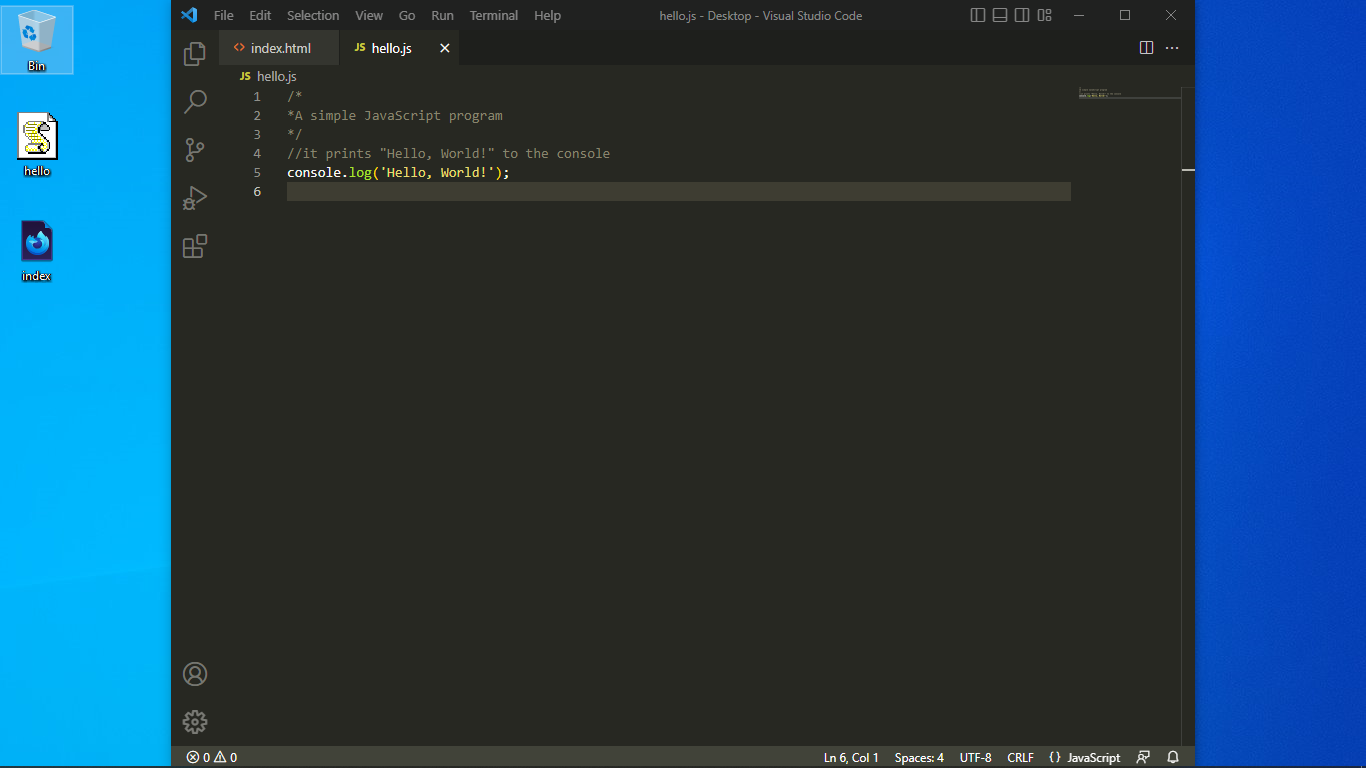 File Edit Selection View Go Run Terminal Help hello.js - Desktop - Visual Studio Code
Bin
hello
index
<> index.html JS hello.js
JS hello.js
1 /*
2 *A simple JavaScript program
3 */
4 //it prints "Hello, World!" to the console
5 console.log('Hello, World!');
6
0 0 Ln 6, Col 1 Spaces: 4 UTF-8 CRLF {} JavaScript